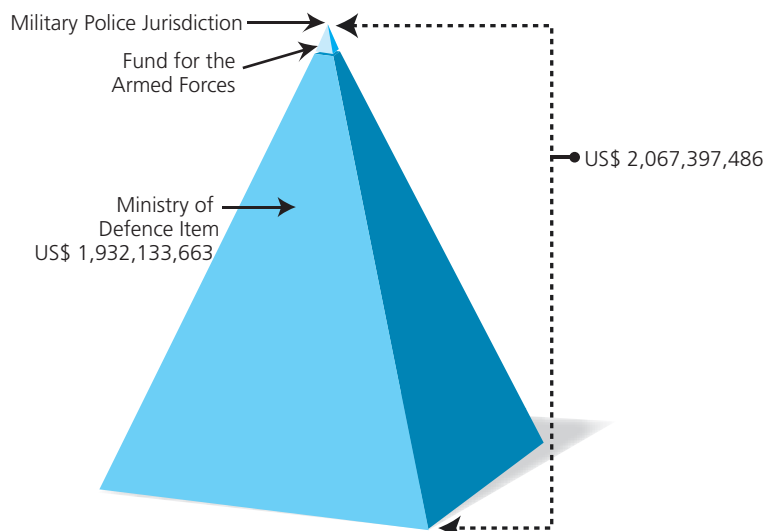 Military Police Jurisdiction
Fund for the
Armed Forces
US$ 2,067,397,486
Ministry of
Defence Item
US$ 1,932,133,663